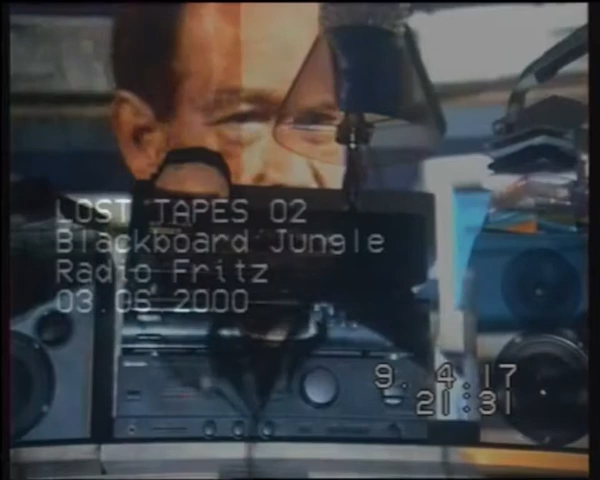 LOST TAPES 02
Blackboard Jungle
Radio Fritz
03.06.2000
9. 4.17
21:31